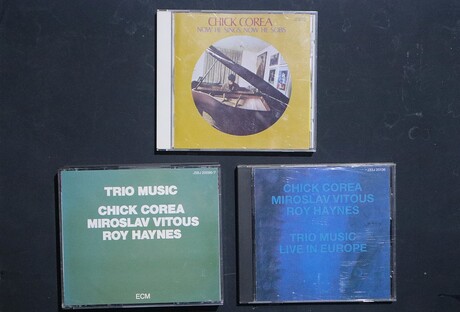 CHICK COREA
NOW HE SINGS, NOW HE SOBS
TRIO MUSIC
CHICK COREA
MIROSLAV VITOUS
ROY HAYNES
ECM
CHICK COREA
MIROSLAV VITOUS
ROY HAYNES
TRIO MUSIC
LIVE IN EUROPE